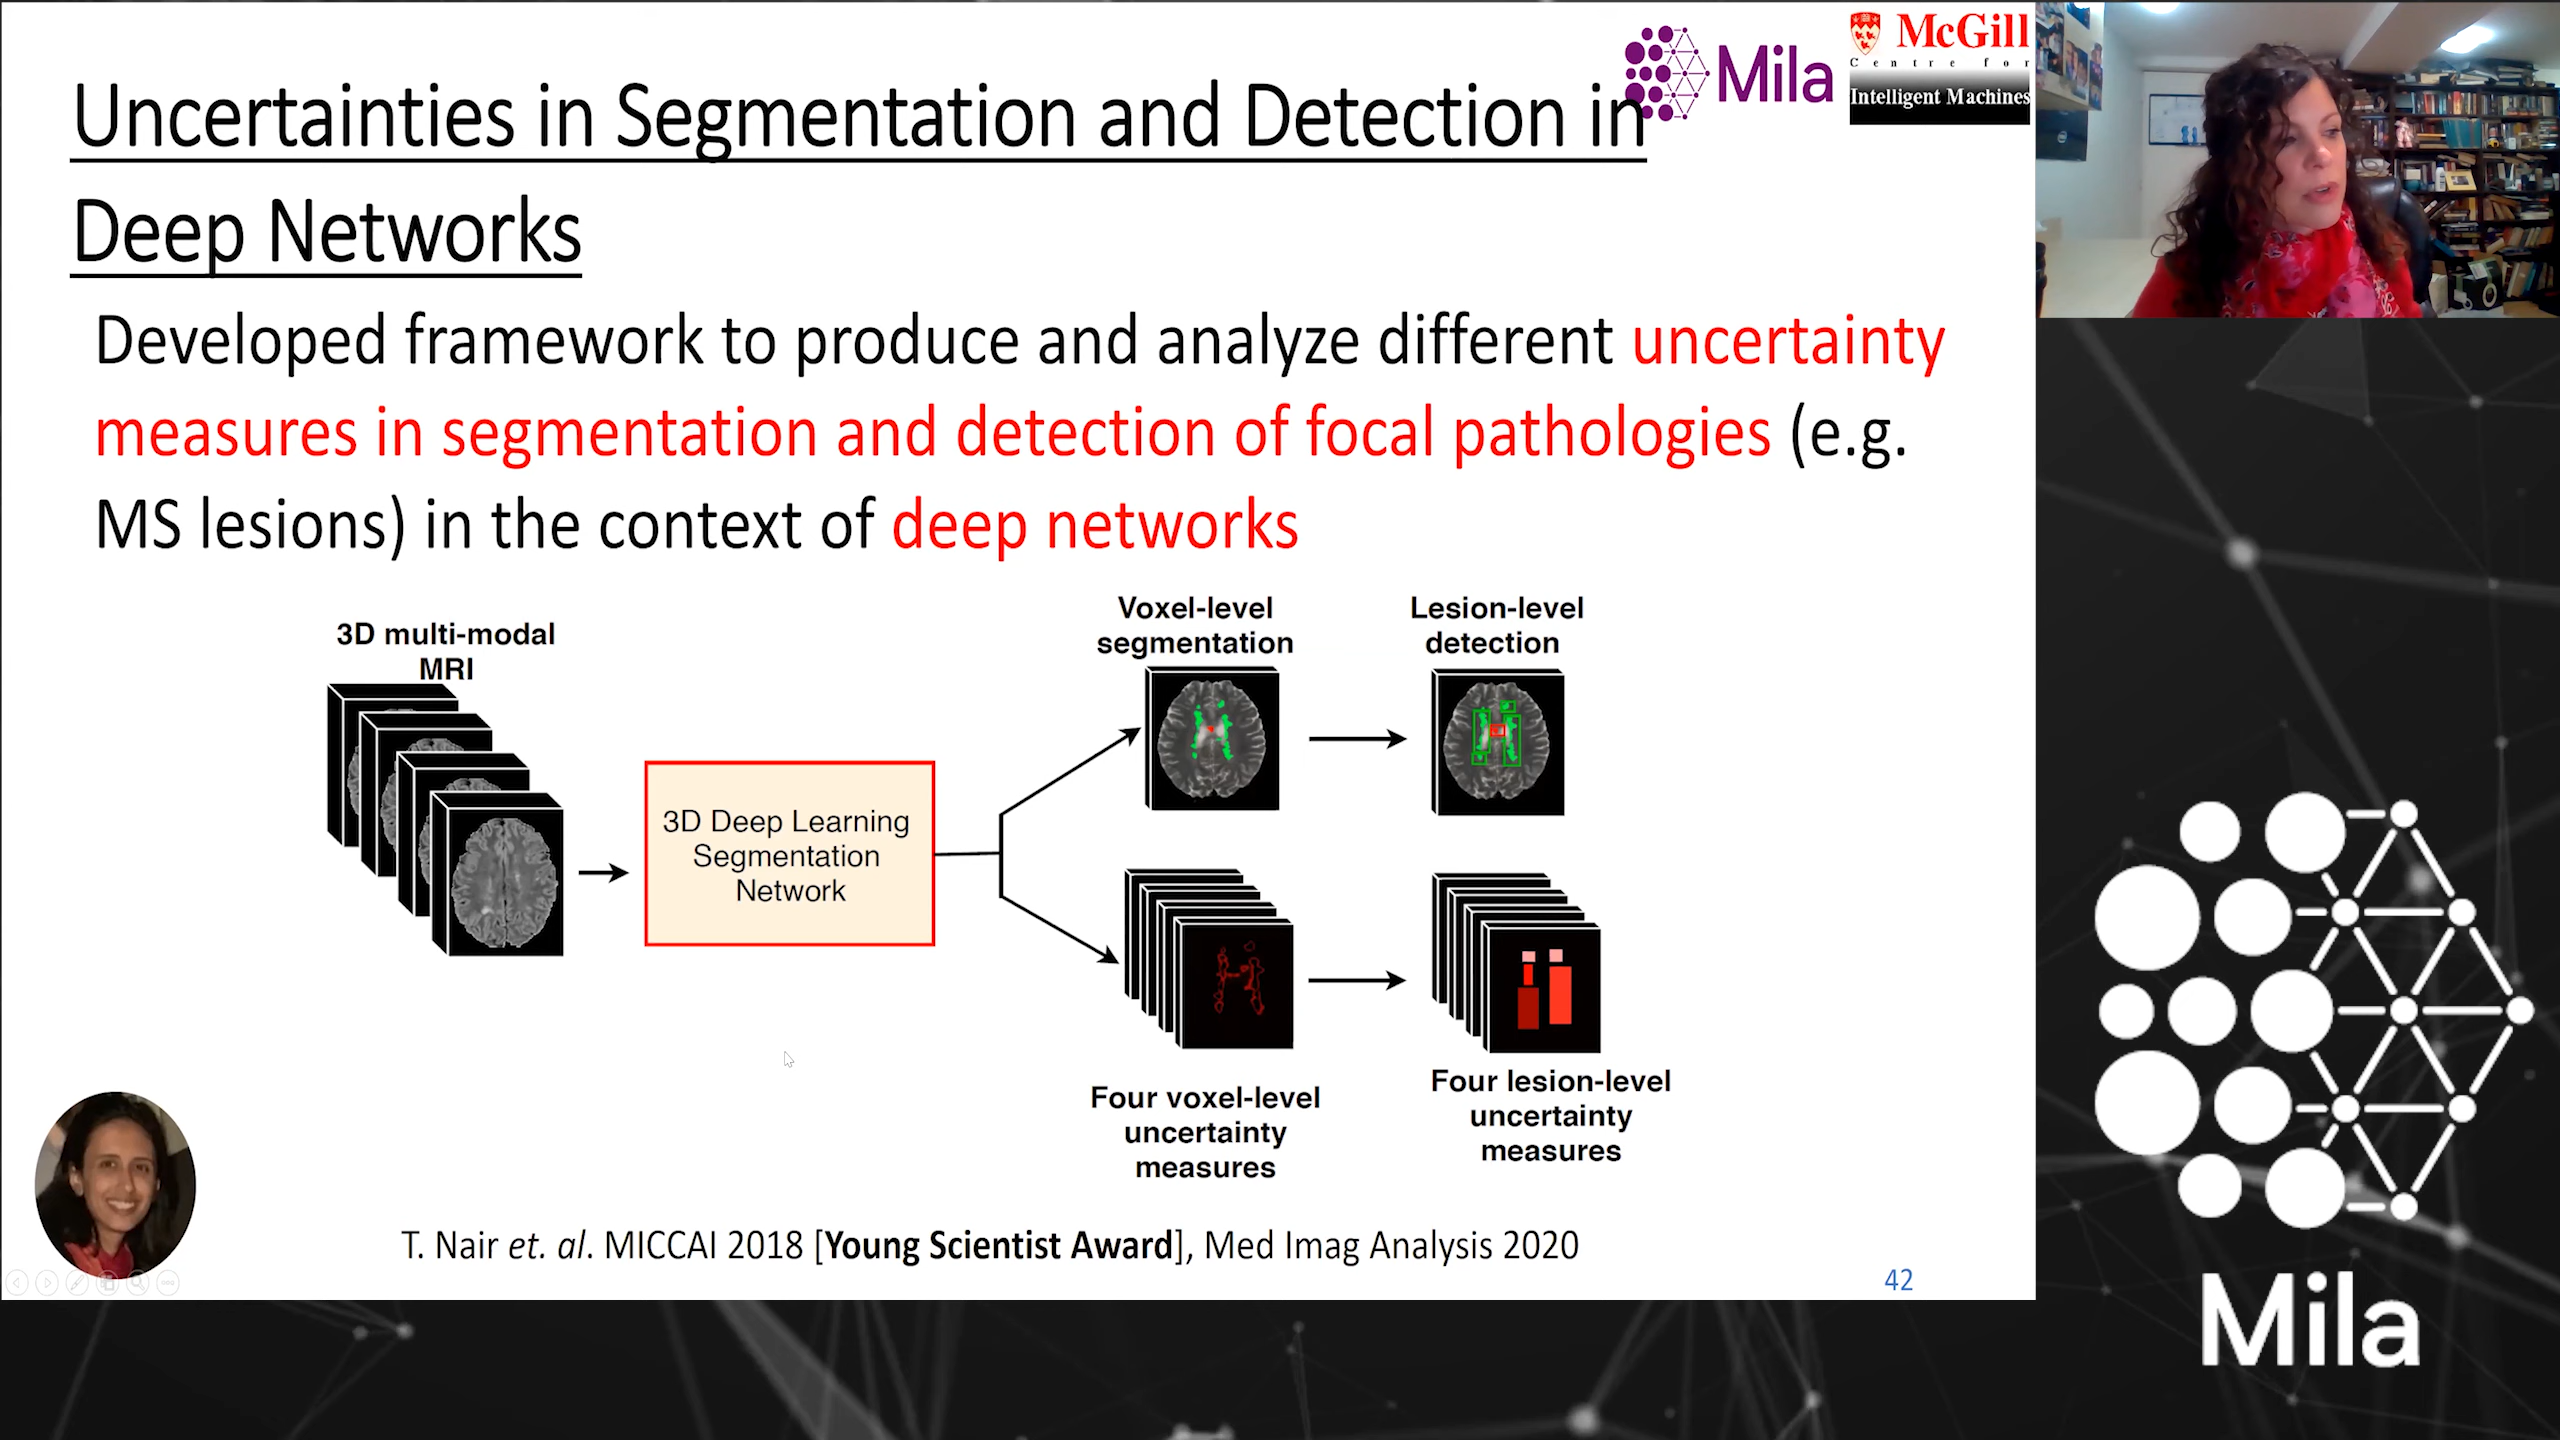 Uncertainties in Segmentation and Detection in
Deep Networks
Mila
McGill
Centre for
Intelligent Machines
Developed framework to produce and analyze different uncertainty
measures in segmentation and detection of focal pathologies (e.g.
MS lesions) in the context of deep networks
3D multi-modal
MRI
3D Deep Learning
Segmentation
Network
Voxel-level
segmentation
Lesion-level
detection
Four voxel-level
uncertainty
measures
Four lesion-level
uncertainty
measures
T. Nair et. al. MICCAI 2018 [Young Scientist Award], Med Imag Analysis 2020
42
Mila